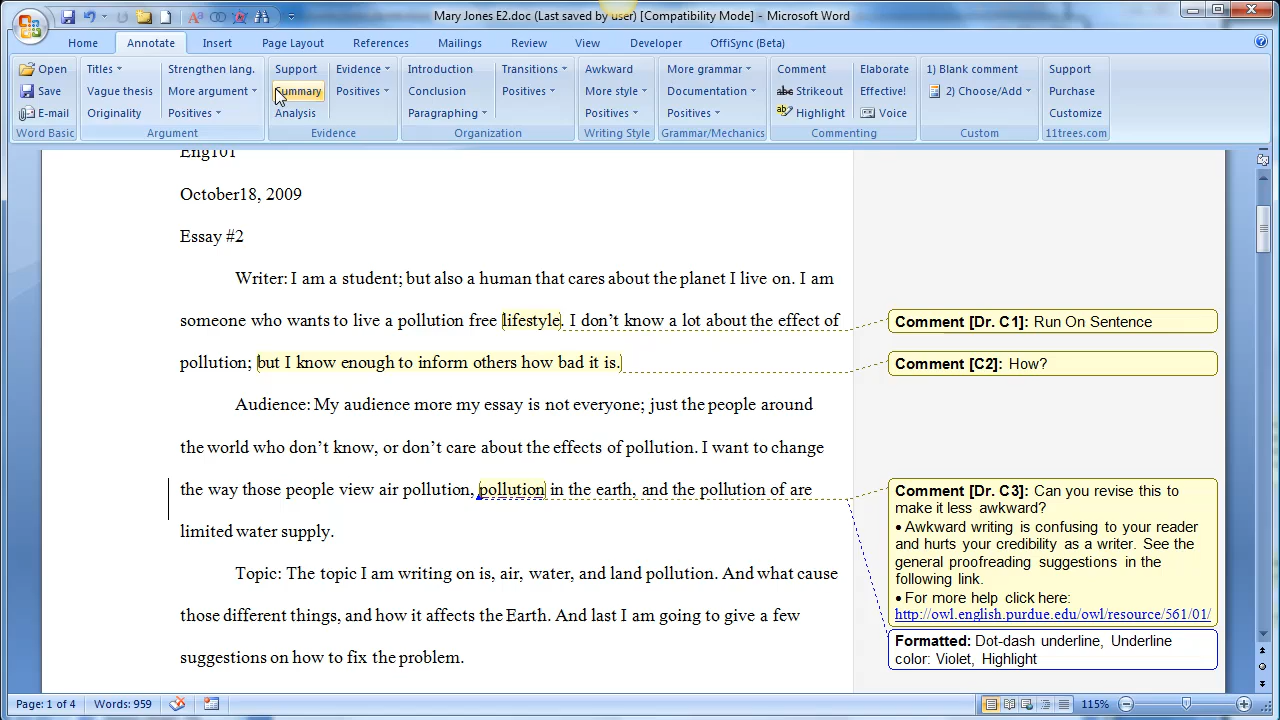 Mary Jones E2.doc (last saved by user) [Compatibility Mode] - Microsoft Word
Home Annotate Insert Page Layout References Mailings Review View Developer OffiSync (Beta)
Open Titles Strengthen lang. Support Evidence Introduction Transitions Awkward More grammar Comment Elaborate 1) Blank comment Support
Save Vague thesis More argument Summary Positives Conclusion Positives More style Documentation abc Strikeout Effective! 2) Choose/Add Purchase
E-mail Originality Positives Analysis Paragraphing Positives Positives ab Highlight Voice Customize
Word Basic Argument Evidence Organization Writing Style Grammar/Mechanics Commenting Custom 11trees.com
Eng101
October18, 2009
Essay #2
Writer: I am a student; but also a human that cares about the planet I live on. I am
someone who wants to live a pollution free lifestyle. I don't know a lot about the effect of
pollution; but I know enough to inform others how bad it is.
Audience: My audience more my essay is not everyone; just the people around
the world who don't know, or don't care about the effects of pollution. I want to change
the way those people view air pollution, pollution in the earth, and the pollution of are
limited water supply.
Topic: The topic I am writing on is, air, water, and land pollution. And what cause
those different things, and how it affects the Earth. And last I am going to give a few
suggestions on how to fix the problem.
Comment [Dr. C1]: Run On Sentence
Comment [C2]: How?
Comment [Dr. C3]: Can you revise this to
make it less awkward?
• Awkward writing is confusing to your reader
and hurts your credibility as a writer. See the
general proofreading suggestions in the
following link.
• For more help click here:
http://owl.english.purdue.edu/owl/resource/561/01/
Formatted: Dot-dash underline, Underline
color: Violet, Highlight
Page: 1 of 4 Words: 959 115%